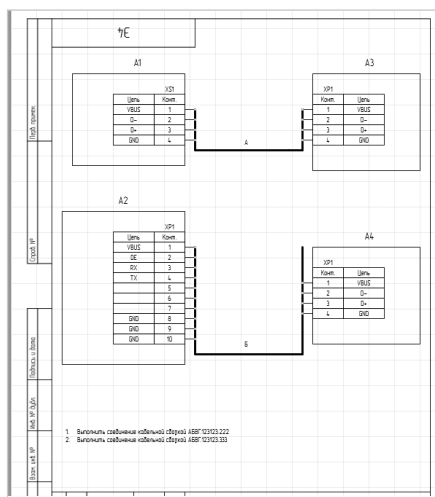 Э4
A1
XS1
Цепь Конт.
VBUS 1
D- 2
D+ 3
GND 4
A
A3
XP1
Конт. Цепь
1 VBUS
2 D-
3 D+
4 GND
A2
XP1
Цепь Конт.
VBUS 1
DE 2
RX 3
TX 4
5
6
7
GND 8
GND 9
GND 10
Б
A4
XP1
Конт. Цепь
1 VBUS
2 D-
3 D+
4 GND
1. Выполнить соединение кабельной сборкой АБВГ.123123.222
2. Выполнить соединение кабельной сборкой АБВГ.123123.333
Перв. примен.
Справ. №
Подпись и дата
Инв. № дубл.
Взам. инв. №